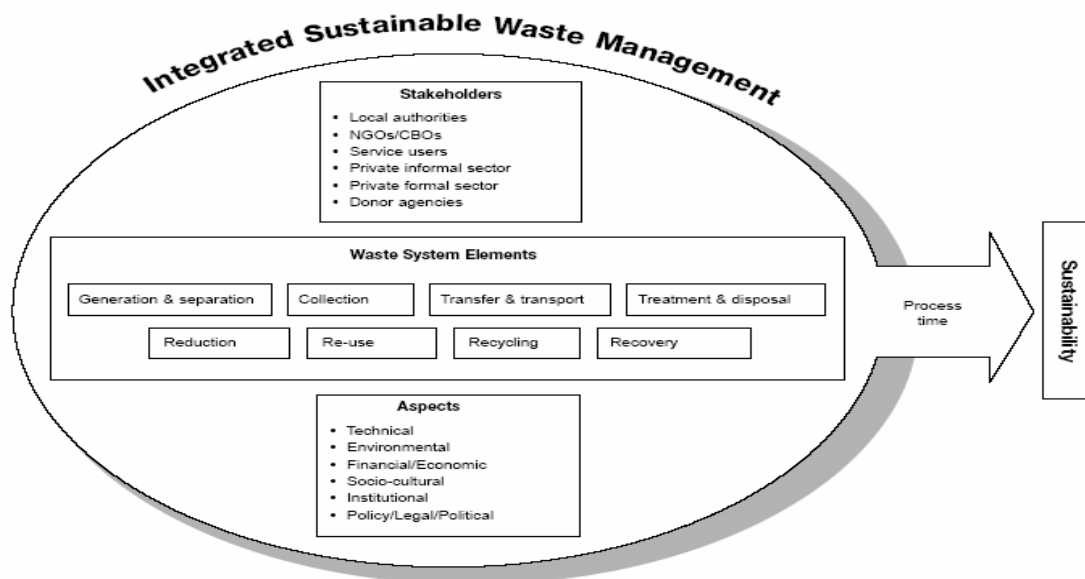 Integrated Sustainable Waste Management
Stakeholders
• Local authorities
• NGOs/CBOs
• Service users
• Private informal sector
• Private formal sector
• Donor agencies
Waste System Elements
Generation & separation
Collection
Transfer & transport
Treatment & disposal
Reduction
Re-use
Recycling
Recovery
Aspects
• Technical
• Environmental
• Financial/Economic
• Socio-cultural
• Institutional
• Policy/Legal/Political
Process
time
Sustainability